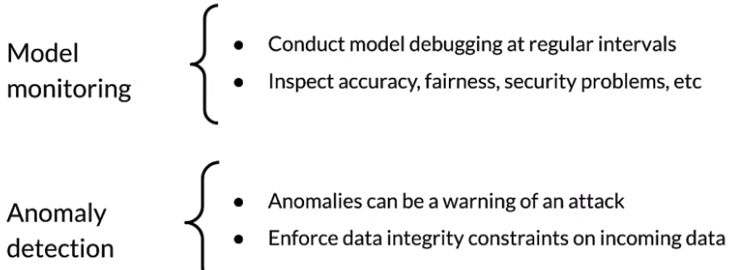 Model
monitoring
● Conduct model debugging at regular intervals
● Inspect accuracy, fairness, security problems, etc
Anomaly
detection
● Anomalies can be a warning of an attack
● Enforce data integrity constraints on incoming data